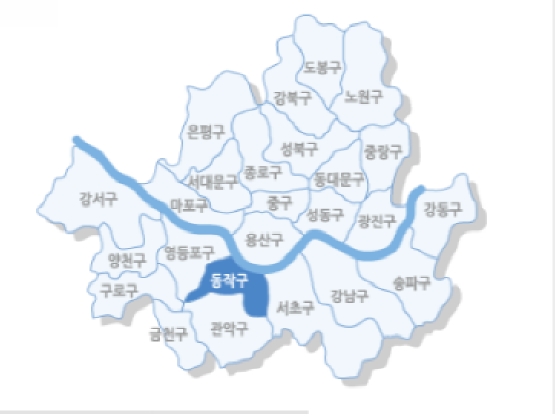 도봉구
강북구
노원구
은평구
성북구
중랑구
서대문구
종로구
동대문구
강서구
마포구
중구
성동구
광진구
강동구
용산구
영등포구
양천구
동작구
송파구
구로구
서초구
강남구
금천구
관악구